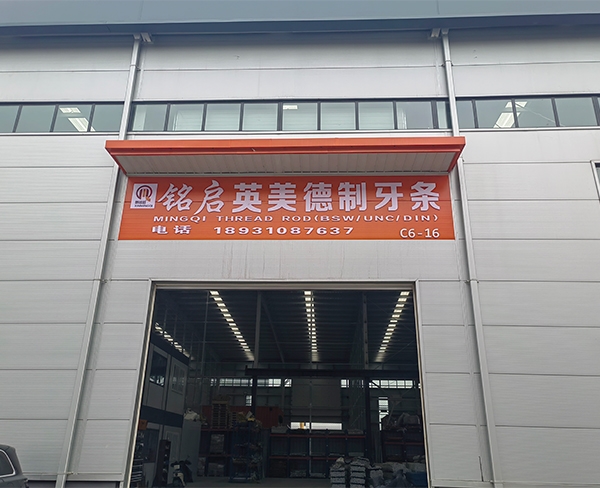 铭启英美德制牙条
MINGQI THREAD ROD(BSW/UNC/DIN)
电话 18931087637
C6-16